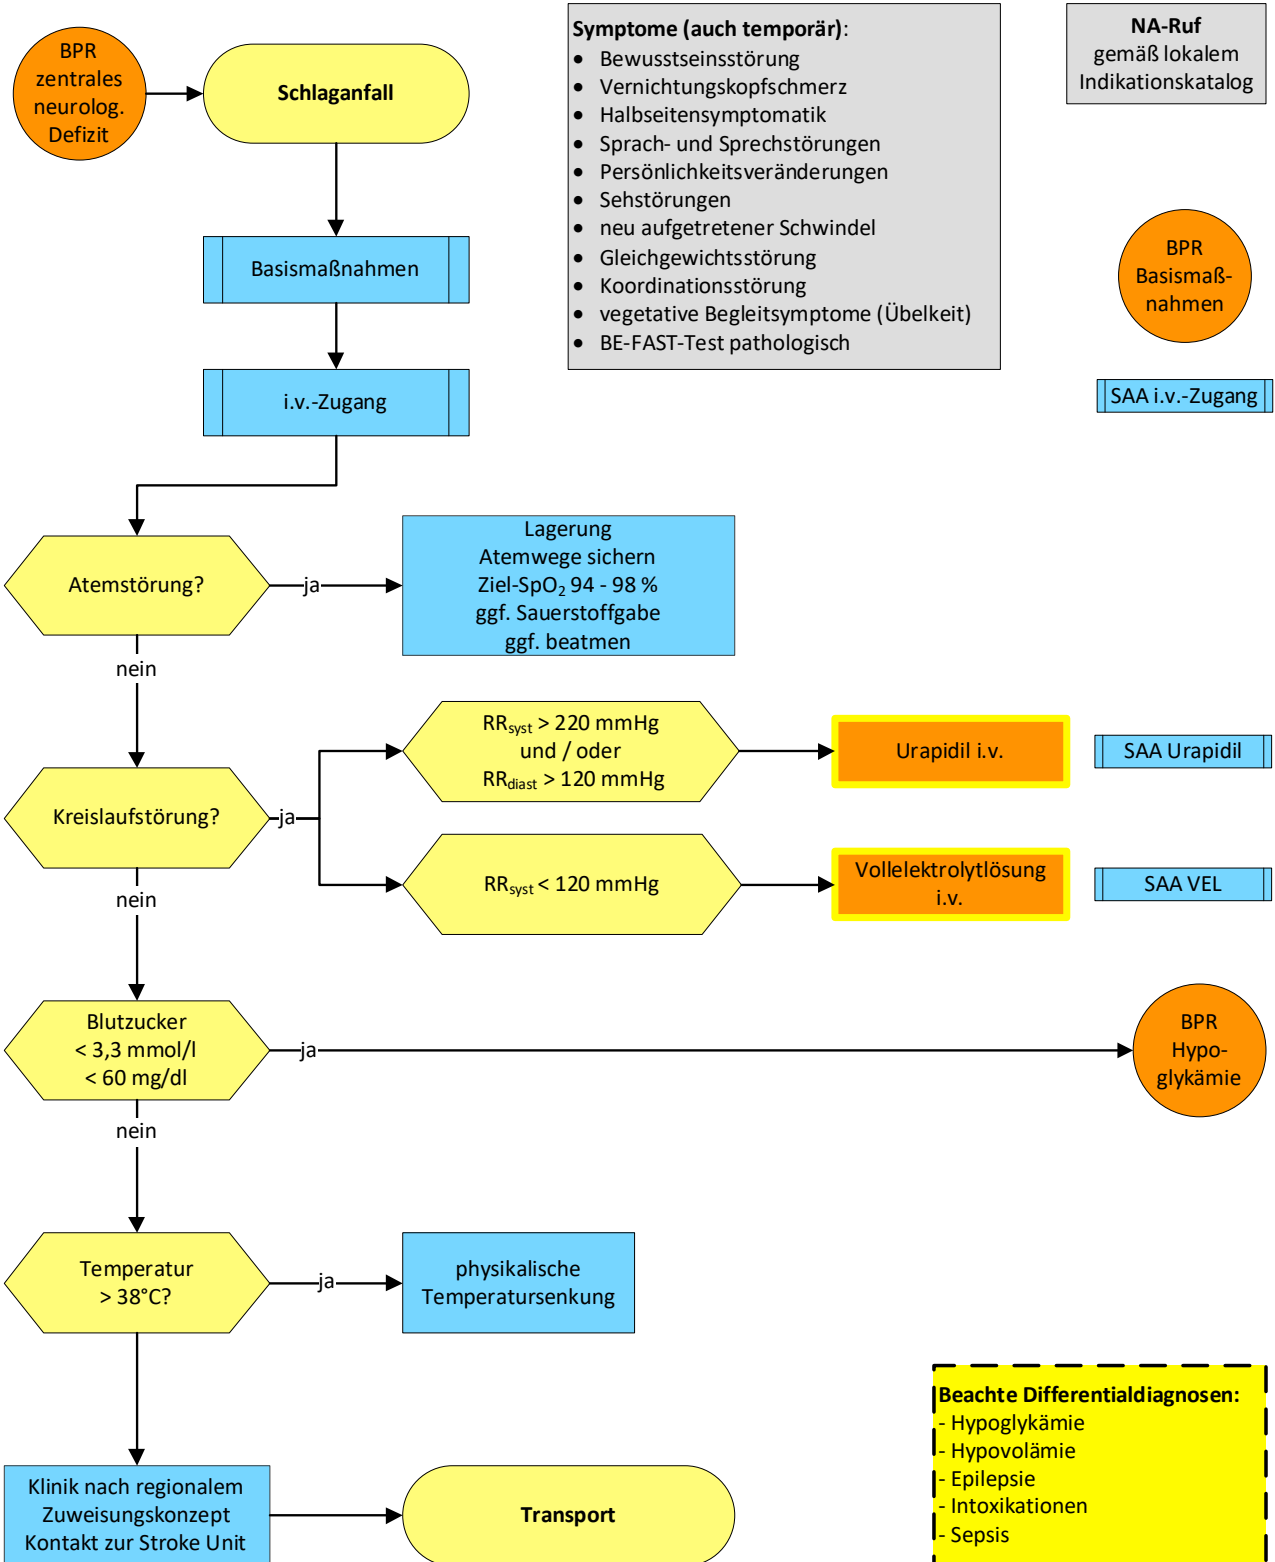 BPR
zentrales
neurolog.
Defizit
Schlaganfall
Symptome (auch temporär):
• Bewusstseinsstörung
• Vernichtungskopfschmerz
• Halbseitensymptomatik
• Sprach- und Sprechstörungen
• Persönlichkeitsveränderungen
• Sehstörungen
• neu aufgetretener Schwindel
• Gleichgewichtsstörung
• Koordinationsstörung
• vegetative Begleitsymptome (Übelkeit)
• BE-FAST-Test pathologisch
NA-Ruf
gemäß lokalem
Indikationskatalog
Basismaßnahmen
BPR
Basismaß-
nahmen
i.v.-Zugang
SAA i.v.-Zugang
Atemstörung?
ja
Lagerung
Atemwege sichern
Ziel-SpO₂ 94 - 98 %
ggf. Sauerstoffgabe
ggf. beatmen
nein
Kreislaufstörung?
ja
RRsyst > 220 mmHg
und / oder
RRdiast > 120 mmHg
Urapidil i.v.
SAA Urapidil
RRsyst < 120 mmHg
Vollelektrolytlösung
i.v.
SAA VEL
nein
Blutzucker
< 3,3 mmol/l
< 60 mg/dl
ja
BPR
Hypo-
glykämie
nein
Temperatur
> 38°C?
ja
physikalische
Temperatursenkung
Klinik nach regionalem
Zuweisungskonzept
Kontakt zur Stroke Unit
Transport
Beachte Differentialdiagnosen:
- Hypoglykämie
- Hypovolämie
- Epilepsie
- Intoxikationen
- Sepsis